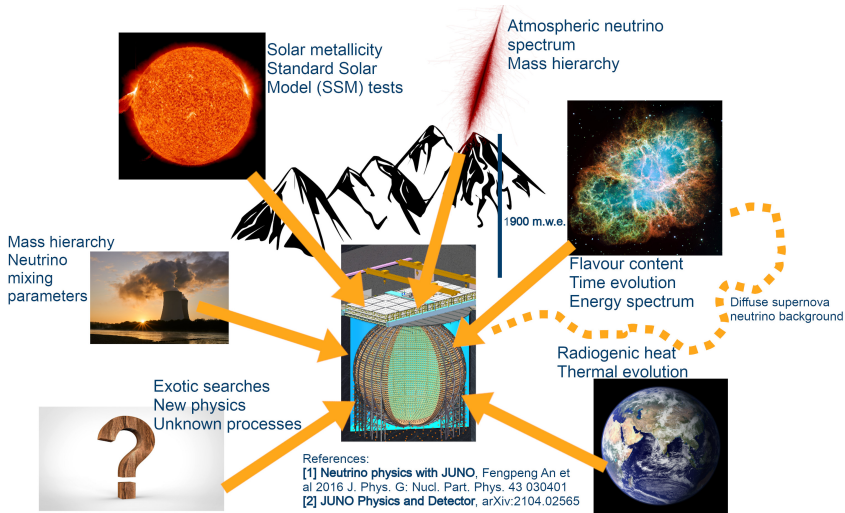 Solar metallicity
Standard Solar
Model (SSM) tests
Atmospheric neutrino
spectrum
Mass hierarchy
1900 m.w.e.
Mass hierarchy
Neutrino
mixing
parameters
Flavour content
Time evolution
Energy spectrum
Diffuse supernova
neutrino background
Radiogenic heat
Thermal evolution
Exotic searches
New physics
Unknown processes
References:
[1] Neutrino physics with JUNO, Fengpeng An et
al 2016 J. Phys. G: Nucl. Part. Phys. 43 030401
[2] JUNO Physics and Detector, arXiv:2104.02565